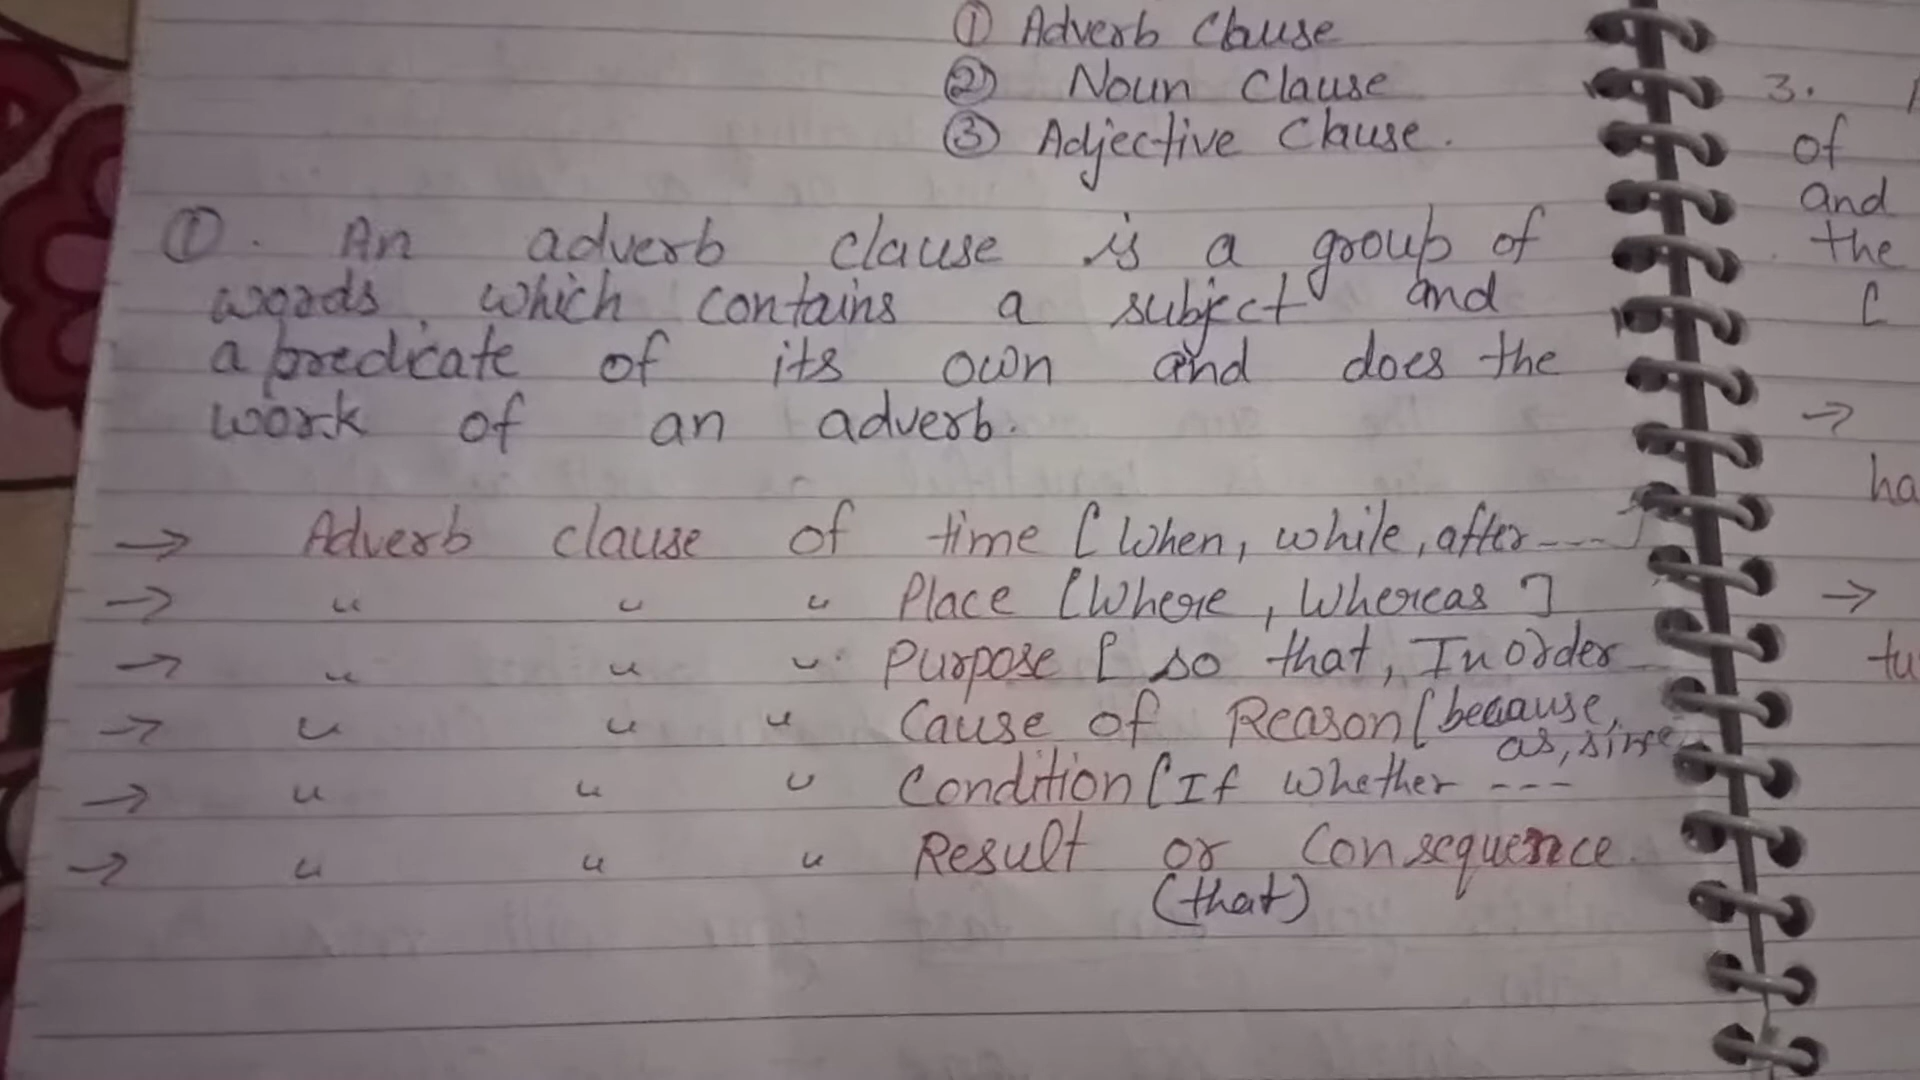 ① Adverb Clause
② Noun Clause
③ Adjective Clause.
①. An adverb clause is a group of
words which contains a subject and
a predicate of its own and does the
work of an adverb.
→ Adverb clause of time [When, while, after----]
→ " " " Place [Where, Whereas]
→ " " " Purpose [so that, In order
→ " " " Cause of Reason [because,
as, since
→ " " " Condition [If whether ---
→ " " " Result or Consequence.
(that)
3.
of
and
the
[
→
ha
→
tu